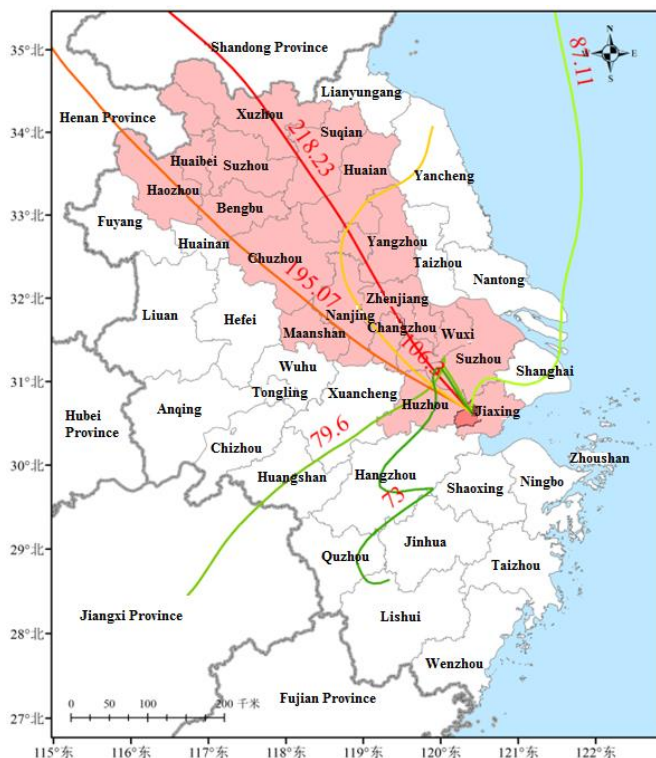 35°北
34°北
33°北
32°北
31°北
30°北
29°北
28°北
27°北
115°东
116°东
117°东
118°东
119°东
120°东
121°东
122°东
N
W
E
S
Shandong Province
Lianyungang
87.11
Henan Province
Xuzhou
Suqian
218.23
Huaibei
Suzhou
Huaian
Haozhou
Yancheng
Bengbu
Fuyang
Huainan
Yangzhou
Chuzhou
Taizhou
Nantong
195.07
Liuan
Hefei
Zhenjiang
Nanjing
Changzhou
Maanshan
Wuxi
106.3
Suzhou
Shanghai
Wuhu
Tongling
Xuancheng
Huzhou
Jiaxing
Anqing
Hubei
Province
79.6
Chizhou
Huangshan
Hangzhou
73
Shaoxing
Ningbo
Zhoushan
Quzhou
Jinhua
Taizhou
Jiangxi Province
Lishui
Wenzhou
Fujian Province
0
50
100
200 千米